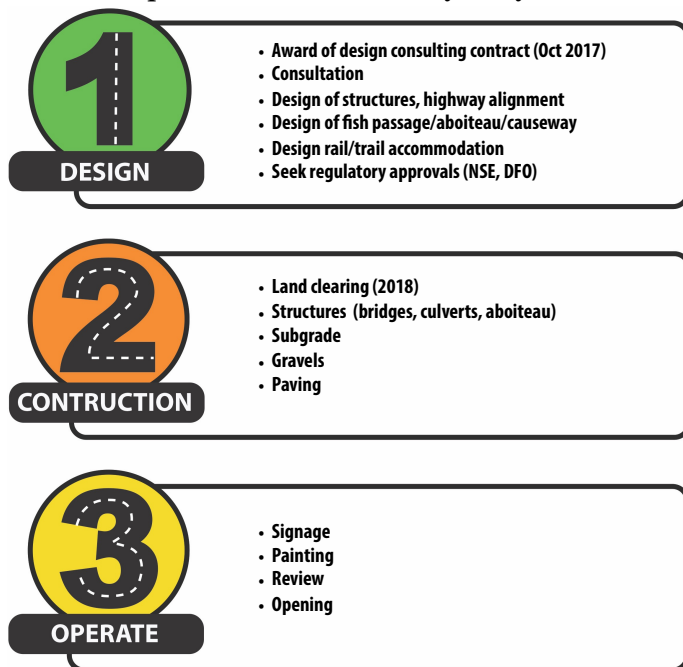 1
DESIGN
• Award of design consulting contract (Oct 2017)
• Consultation
• Design of structures, highway alignment
• Design of fish passage/aboiteau/causeway
• Design rail/trail accommodation
• Seek regulatory approvals (NSE, DFO)
2
CONTRUCTION
• Land clearing (2018)
• Structures (bridges, culverts, aboiteau)
• Subgrade
• Gravels
• Paving
3
OPERATE
• Signage
• Painting
• Review
• Opening